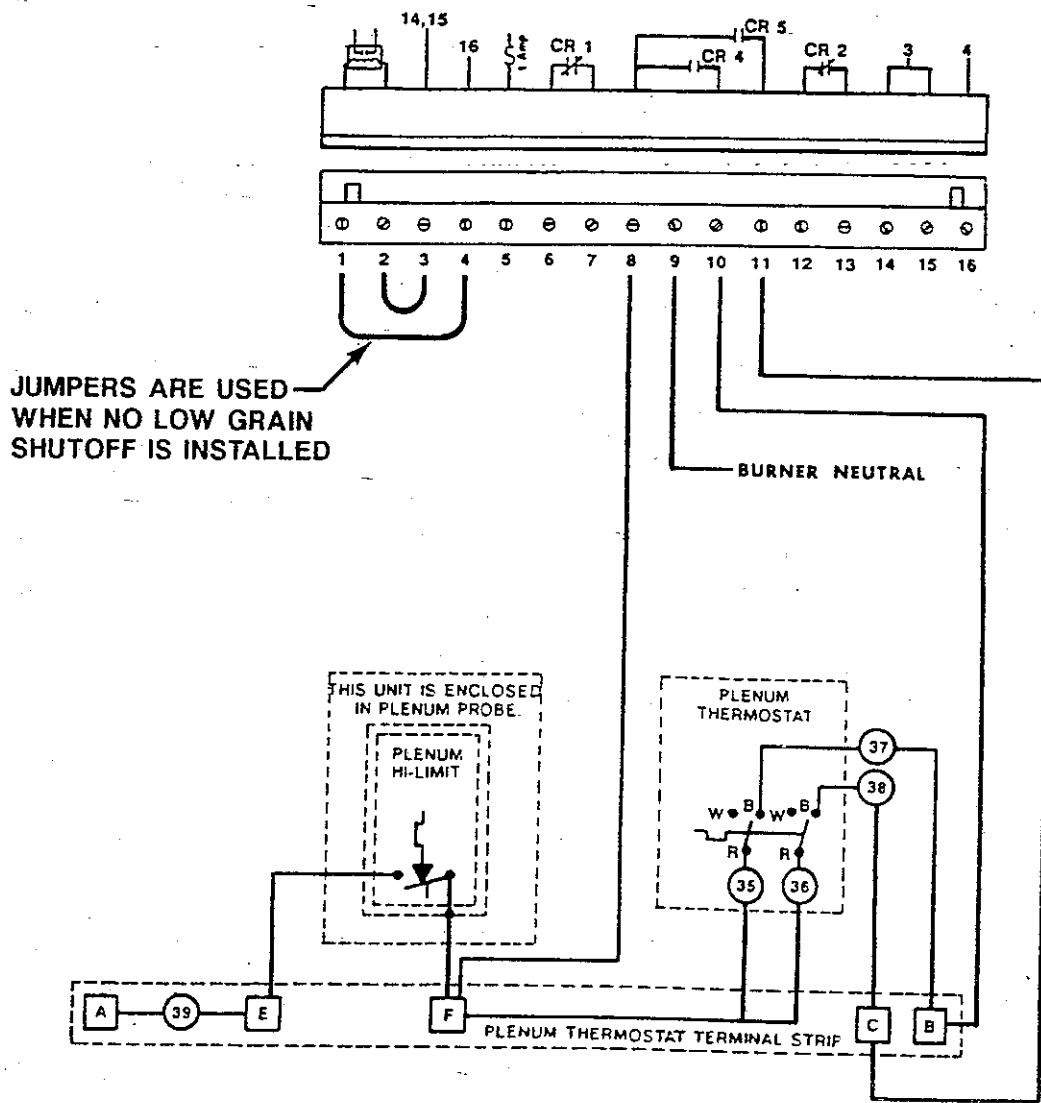 14,15
16
1 Amp
CR 1
CR 5
CR 4
CR 2
3
4
1 2 3 4 5 6 7 8 9 10 11 12 13 14 15 16
JUMPERS ARE USED
WHEN NO LOW GRAIN
SHUTOFF IS INSTALLED
BURNER NEUTRAL
THIS UNIT IS ENCLOSED
IN PLENUM PROBE.
PLENUM
HI-LIMIT
PLENUM
THERMOSTAT
37
38
W B W B
R R
35 36
A 39 E F C B
PLENUM THERMOSTAT TERMINAL STRIP